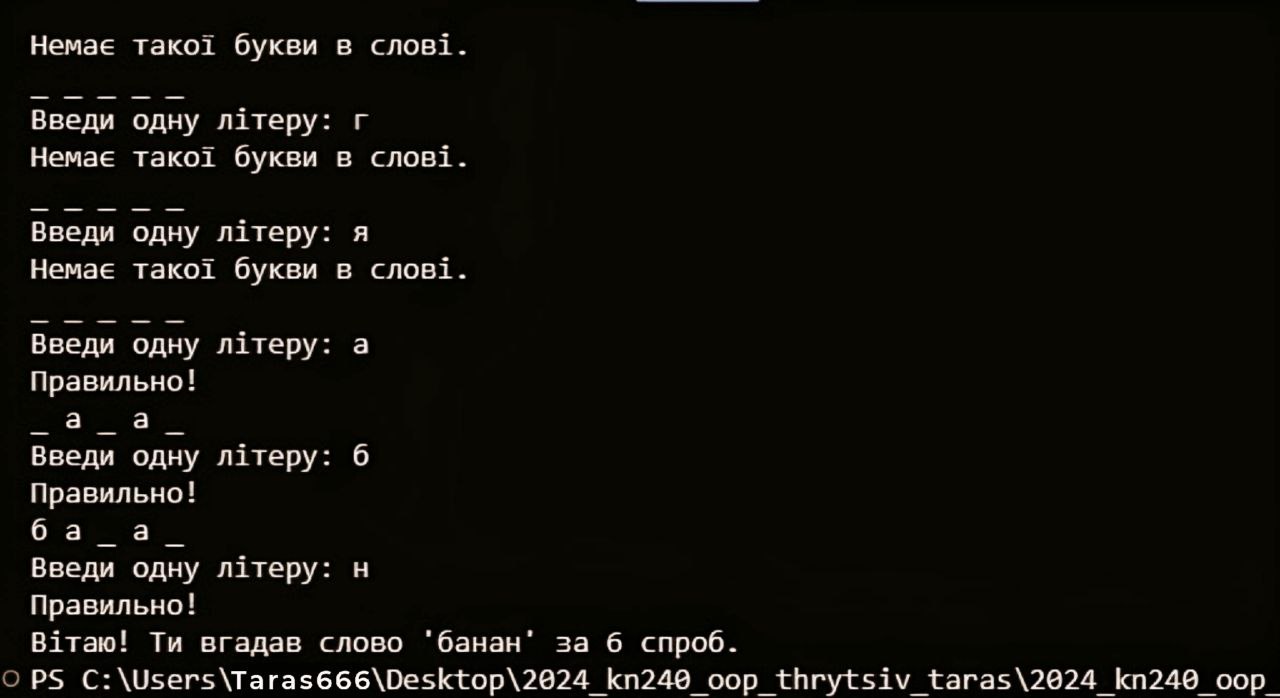 Немає такої букви в слові.
_ _ _ _ _
Введи одну літеру: г
Немає такої букви в слові.
_ _ _ _ _
Введи одну літеру: я
Немає такої букви в слові.
_ _ _ _ _
Введи одну літеру: а
Правильно!
_ а _ а _
Введи одну літеру: б
Правильно!
б а _ а _
Введи одну літеру: н
Правильно!
Вітаю! Ти вгадав слово 'банан' за 6 спроб.
PS C:\Users\Taras666\Desktop\2024_kn240_oop_thrytsiv_taras\2024_kn240_oop